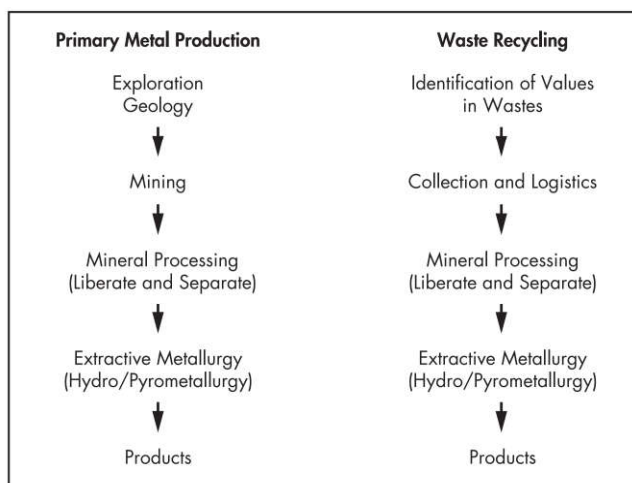 Primary Metal Production
Exploration
Geology
Mining
Mineral Processing
(Liberate and Separate)
Extractive Metallurgy
(Hydro/Pyrometallurgy)
Products
Waste Recycling
Identification of Values
in Wastes
Collection and Logistics
Mineral Processing
(Liberate and Separate)
Extractive Metallurgy
(Hydro/Pyrometallurgy)
Products